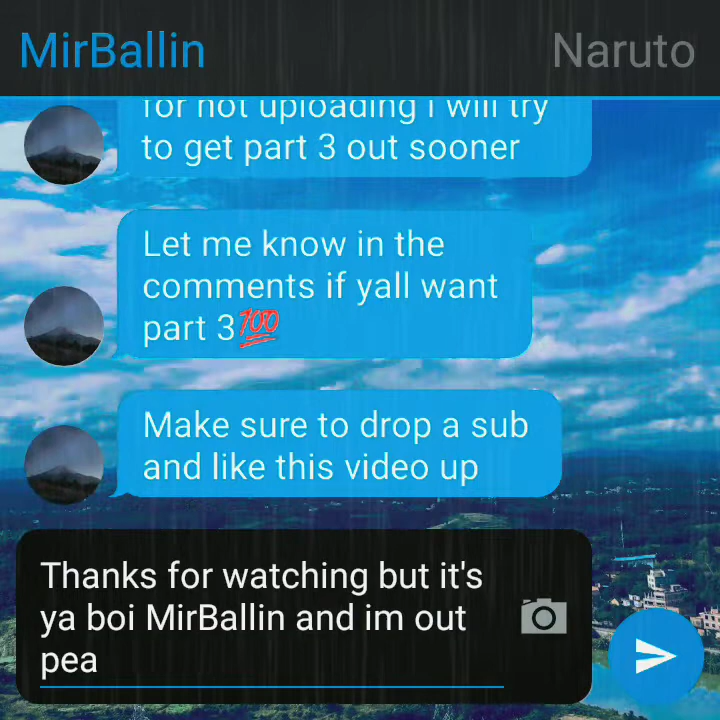 MirBallin
Naruto
for not uploading I will try
to get part 3 out sooner
Let me know in the
comments if yall want
part 3💯
Make sure to drop a sub
and like this video up
Thanks for watching but it's
ya boi MirBallin and im out
pea